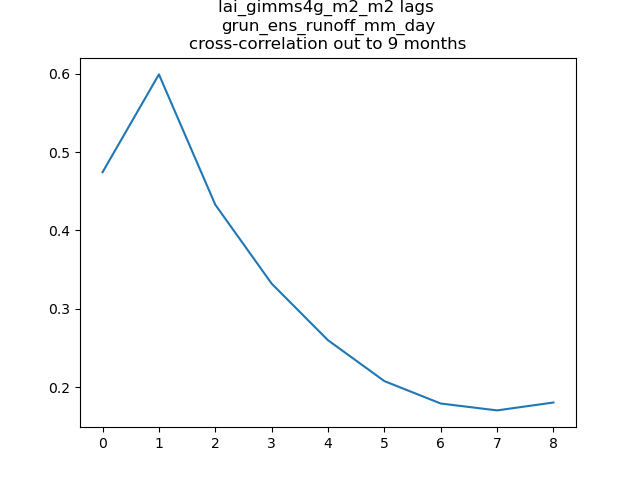 lai_gimms4g_m2_m2 lags
grun_ens_runoff_mm_day
cross-correlation out to 9 months
0.6
0.5
0.4
0.3
0.2
0 1 2 3 4 5 6 7 8